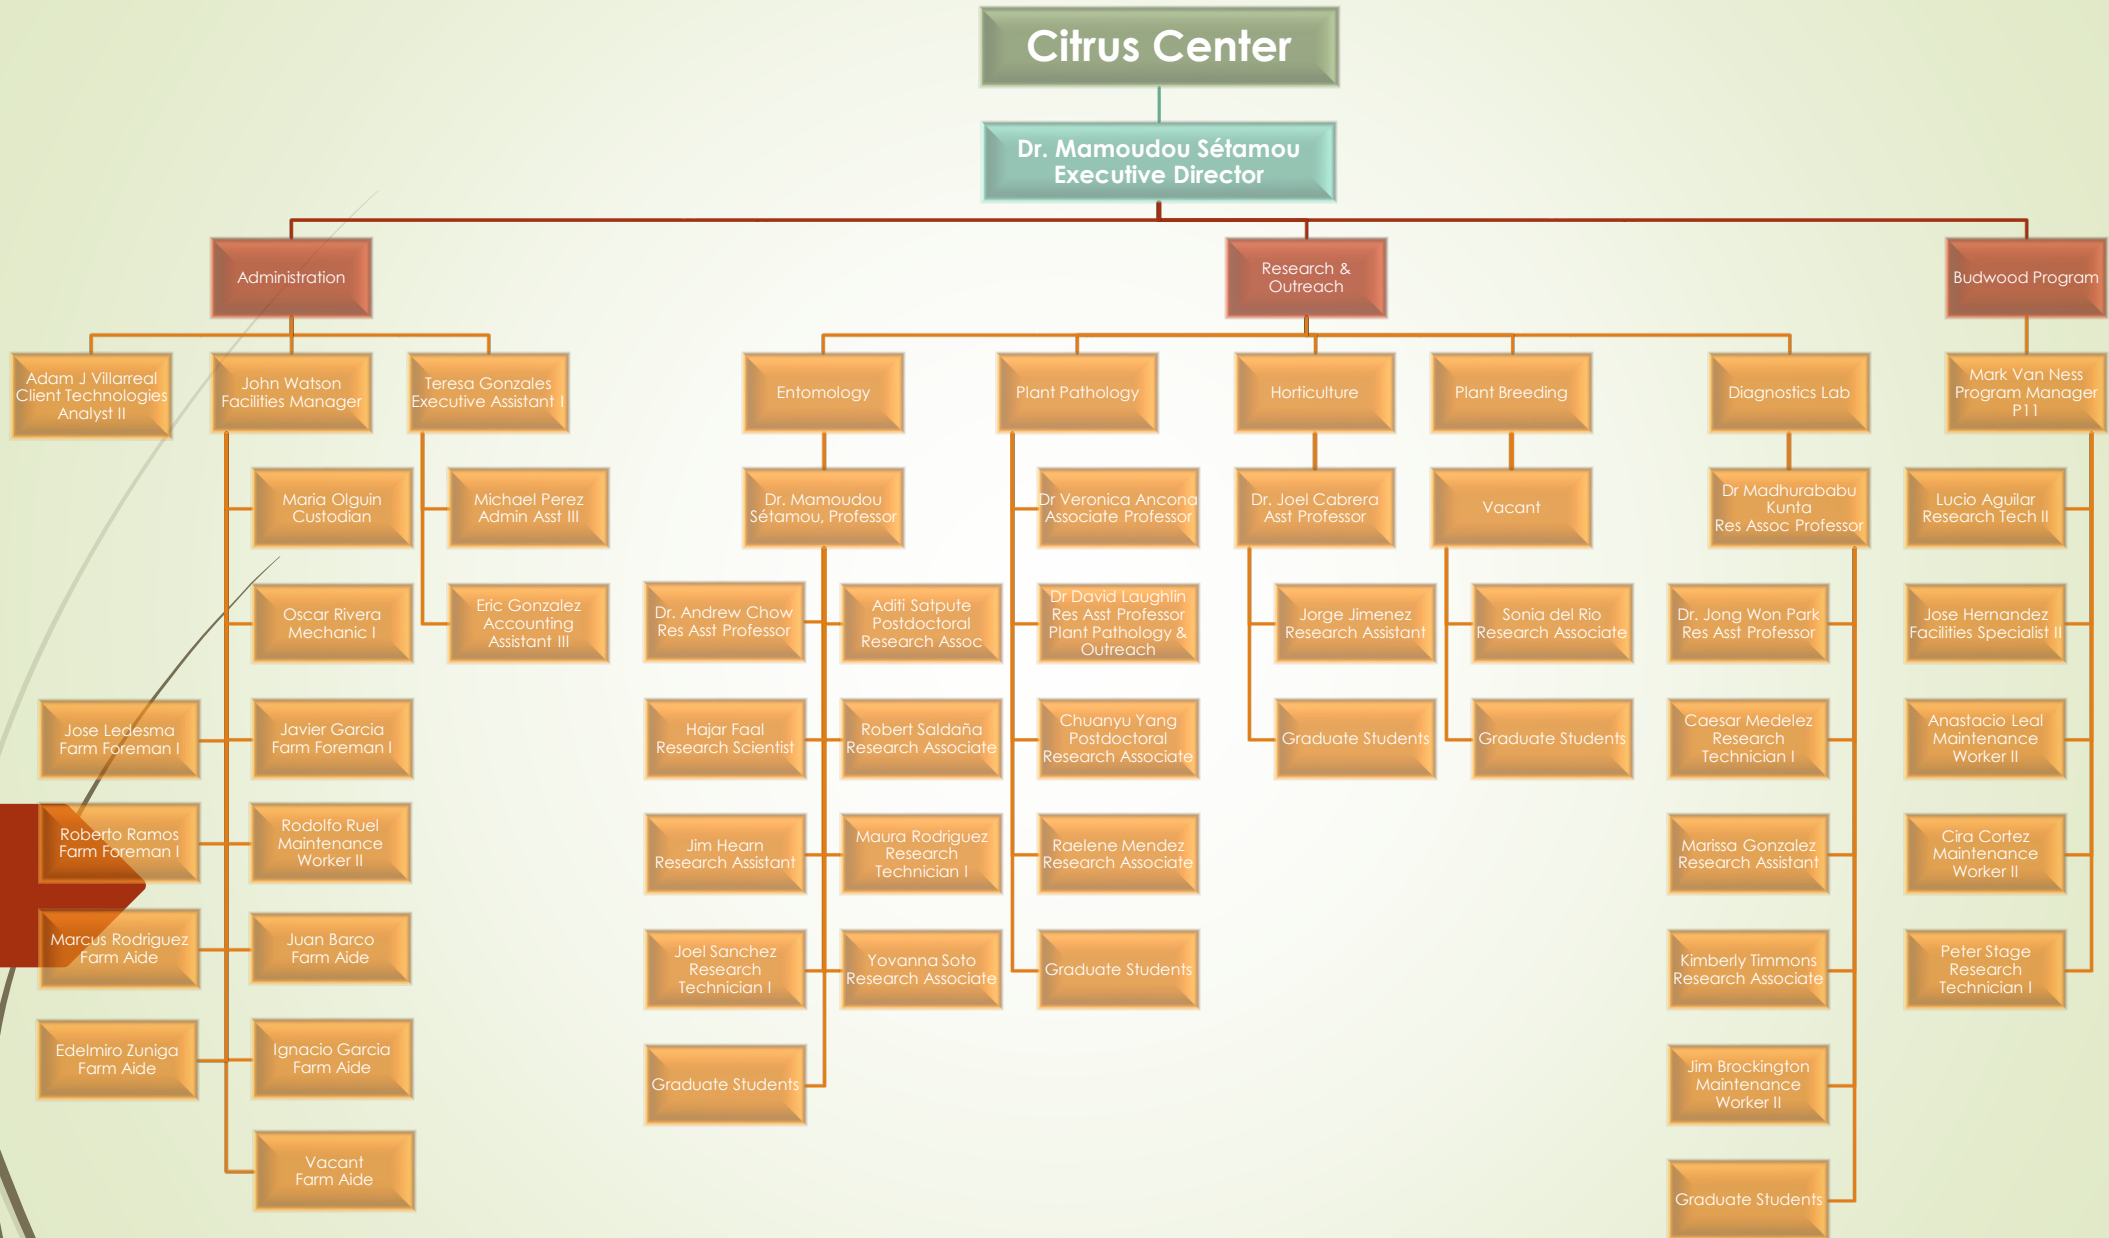 Citrus Center
Dr. Mamoudou Sétamou
Executive Director
Administration
Research &
Outreach
Budwood Program
Adam J Villarreal
Client Technologies
Analyst II
John Watson
Facilities Manager
Teresa Gonzales
Executive Assistant I
Entomology
Plant Pathology
Horticulture
Plant Breeding
Diagnostics Lab
Mark Van Ness
Program Manager
P11
Maria Olguin
Custodian
Michael Perez
Admin Asst III
Dr. Mamoudou
Sétamou, Professor
Dr Veronica Ancona
Associate Professor
Dr. Joel Cabrera
Asst Professor
Vacant
Dr Madhurababu
Kunta
Res Assoc Professor
Lucio Aguilar
Research Tech II
Oscar Rivera
Mechanic I
Eric Gonzalez
Accounting
Assistant III
Dr. Andrew Chow
Res Asst Professor
Aditi Satpute
Postdoctoral
Research Assoc
Dr David Laughlin
Res Asst Professor
Plant Pathology &
Outreach
Jorge Jimenez
Research Assistant
Sonia del Rio
Research Associate
Dr. Jong Won Park
Res Asst Professor
Jose Hernandez
Facilities Specialist II
Jose Ledesma
Farm Foreman I
Javier Garcia
Farm Foreman I
Hajar Faal
Research Scientist
Robert Saldaña
Research Associate
Chuanyu Yang
Postdoctoral
Research Associate
Graduate Students
Graduate Students
Caesar Medelez
Research
Technician I
Anastacio Leal
Maintenance
Worker II
Roberto Ramos
Farm Foreman I
Rodolfo Ruel
Maintenance
Worker II
Jim Hearn
Research Assistant
Maura Rodriguez
Research
Technician I
Raelene Mendez
Research Associate
Marissa Gonzalez
Research Assistant
Cira Cortez
Maintenance
Worker II
Marcus Rodriguez
Farm Aide
Juan Barco
Farm Aide
Joel Sanchez
Research
Technician I
Yovanna Soto
Research Associate
Graduate Students
Kimberly Timmons
Research Associate
Peter Stage
Research
Technician I
Edelmiro Zuniga
Farm Aide
Ignacio Garcia
Farm Aide
Graduate Students
Jim Brockington
Maintenance
Worker II
Vacant
Farm Aide
Graduate Students